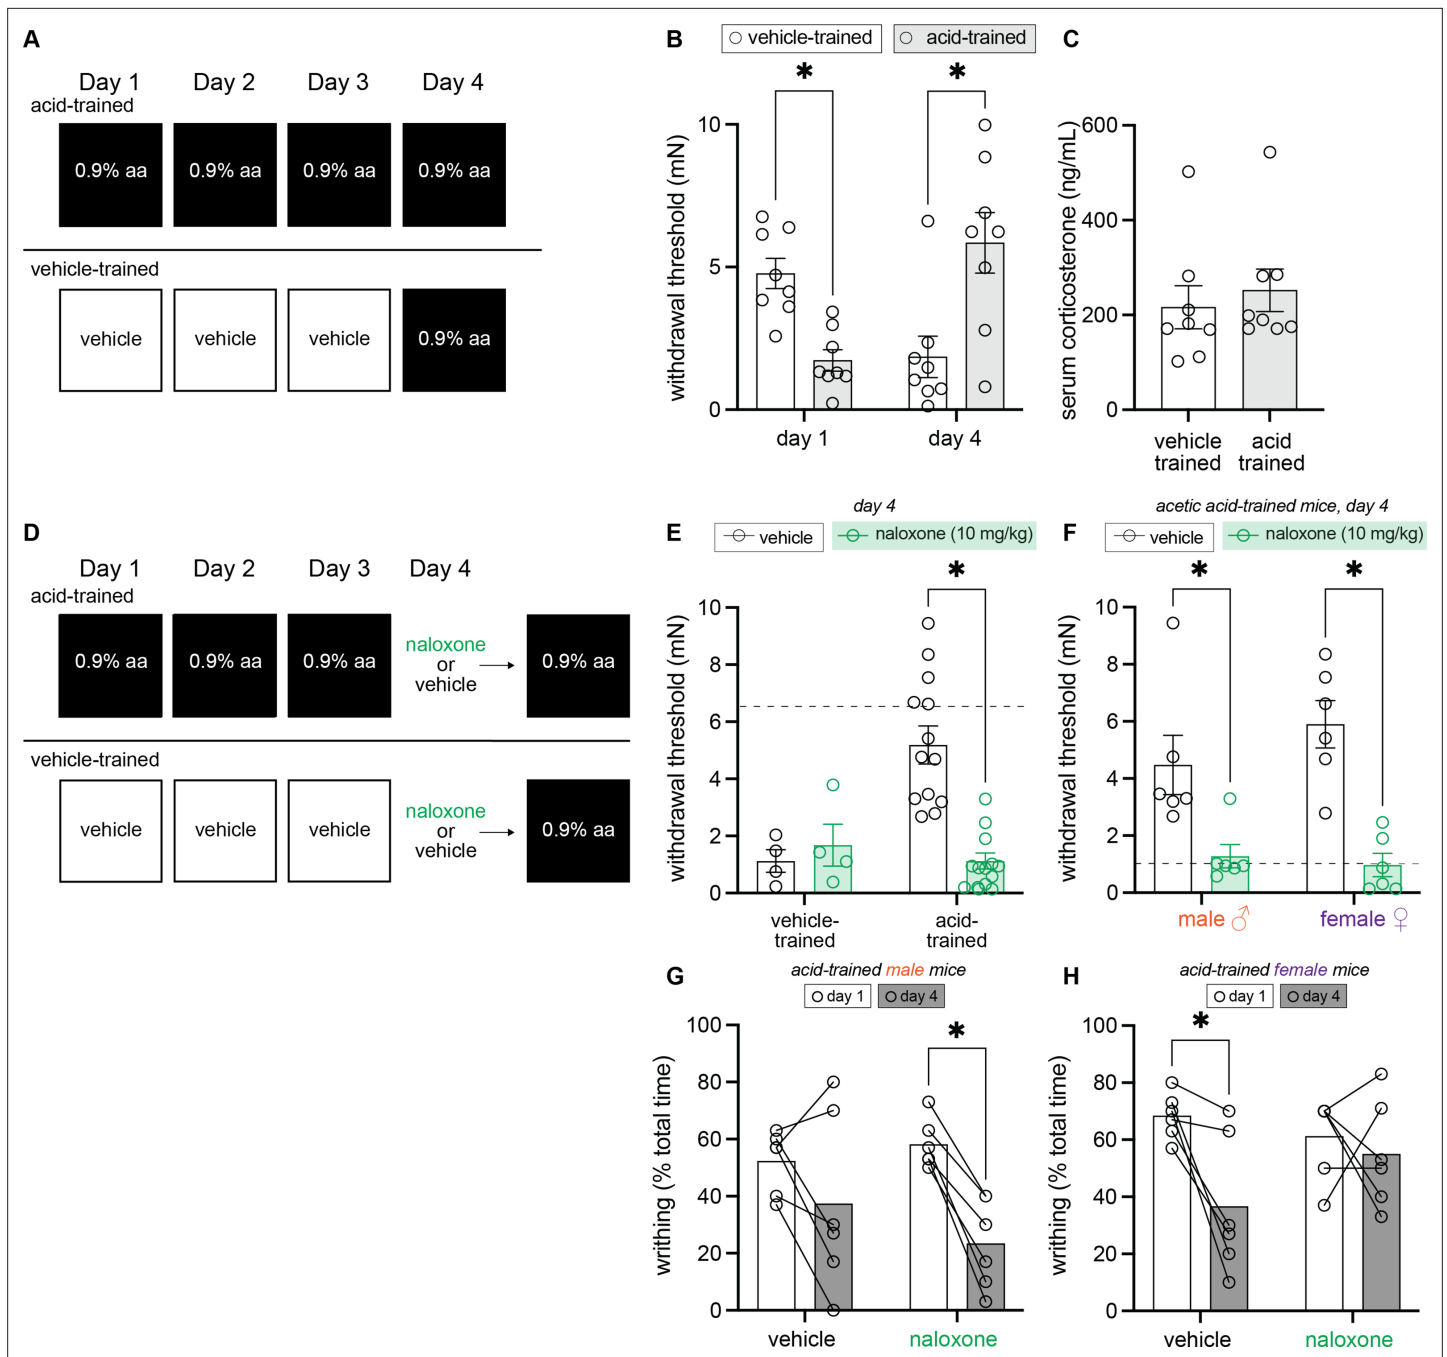 A
Day 1 Day 2 Day 3 Day 4
acid-trained
0.9% aa 0.9% aa 0.9% aa 0.9% aa
vehicle-trained
vehicle vehicle vehicle 0.9% aa
B
vehicle-trained acid-trained
* *
withdrawal threshold (mN)
10
5
0
day 1 day 4
C
serum corticosterone (ng/mL)
600
400
200
0
vehicle acid
trained trained
D
Day 1 Day 2 Day 3 Day 4
acid-trained
naloxone
0.9% aa 0.9% aa 0.9% aa or 0.9% aa
vehicle
vehicle-trained
naloxone
vehicle vehicle vehicle or 0.9% aa
vehicle
day 4
E
vehicle naloxone (10 mg/kg)
*
withdrawal threshold (mN)
10
8
6
4
2
0
vehicle- acid-
trained trained
acetic acid-trained mice, day 4
F
vehicle naloxone (10 mg/kg)
* *
withdrawal threshold (mN)
10
8
6
4
2
0
male ♂ female ♀
G
acid-trained male mice
day 1 day 4
*
writhing (% total time)
100
80
60
40
20
0
vehicle naloxone
H
acid-trained female mice
day 1 day 4
*
writhing (% total time)
100
80
60
40
20
0
vehicle naloxone